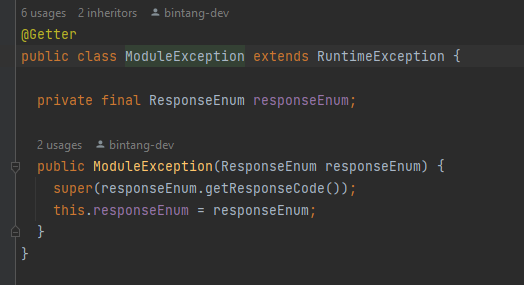 6 usages 2 inheritors bintang-dev
@Getter
public class ModuleException extends RuntimeException {
private final ResponseEnum responseEnum;
2 usages bintang-dev
public ModuleException(ResponseEnum responseEnum) {
super(responseEnum.getResponseCode());
this.responseEnum = responseEnum;
}
}